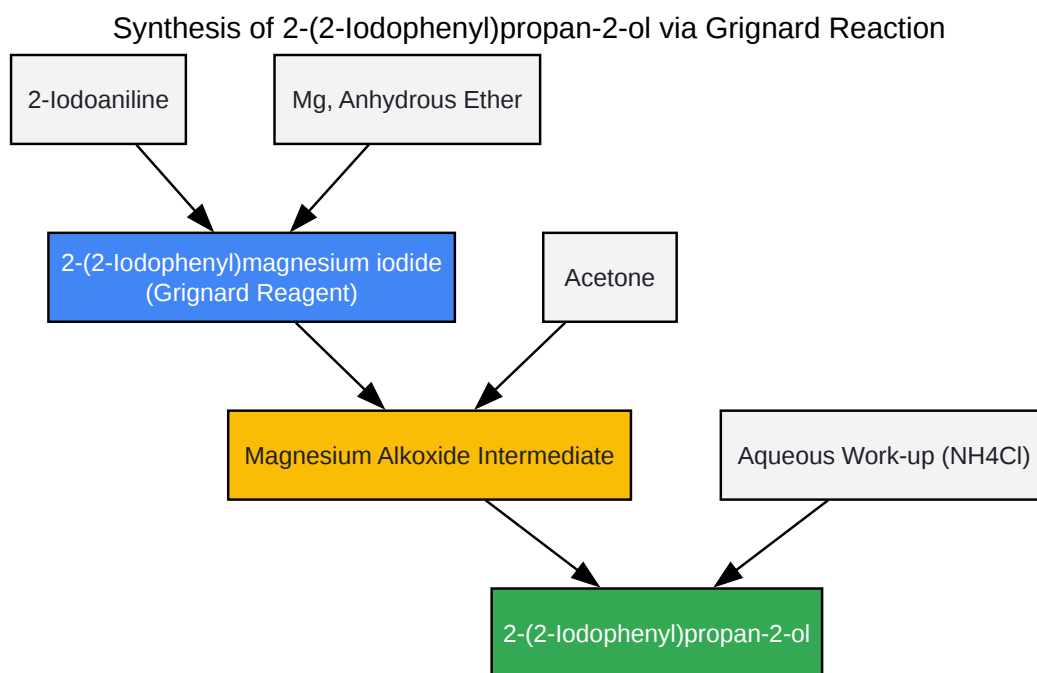 Synthesis of 2-(2-Iodophenyl)propan-2-ol via Grignard Reaction
2-Iodoaniline
Mg, Anhydrous Ether
2-(2-Iodophenyl)magnesium iodide
(Grignard Reagent)
Acetone
Magnesium Alkoxide Intermediate
Aqueous Work-up (NH4Cl)
2-(2-Iodophenyl)propan-2-ol